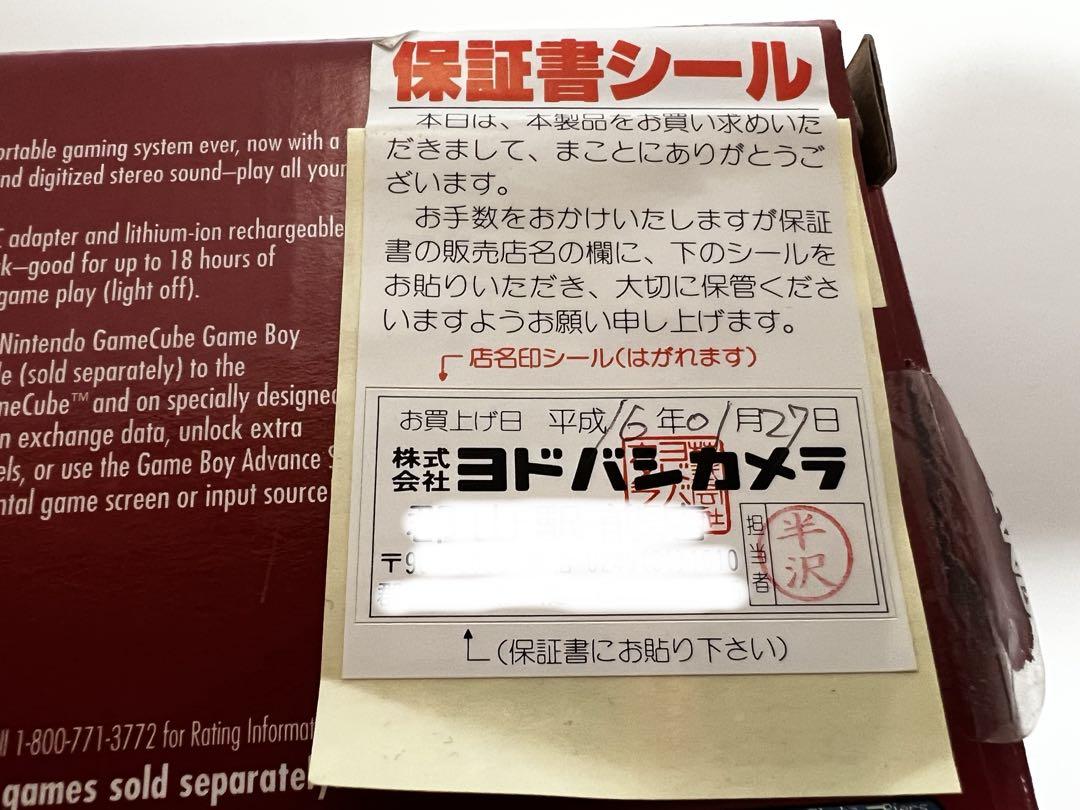 ortable gaming system ever, now with a
nd digitized stereo sound—play all your
adapter and lithium-ion rechargeable
k—good for up to 18 hours of
game play (light off).
Nintendo GameCube Game Boy
e (sold separately) to the
meCube™ and on specially designed
n exchange data, unlock extra
els, or use the Game Boy Advance S
ntal game screen or input source
ll 1-800-771-3772 for Rating Informat
games sold separately
保証書シール
本日は、本製品をお買い求めいた
だきまして、まことにありがとうご
ざいます。
お手数をおかけいたしますが保証
書の販売店名の欄に、下のシールを
お貼りいただき、大切に保管くださ
いますようお願い申し上げます。
店名印シール(はがれます)
お買上げ日 平成16年01月27日
株式会社ヨドバシカメラ
〒9
担当者
半沢
(保証書にお貼り下さい)